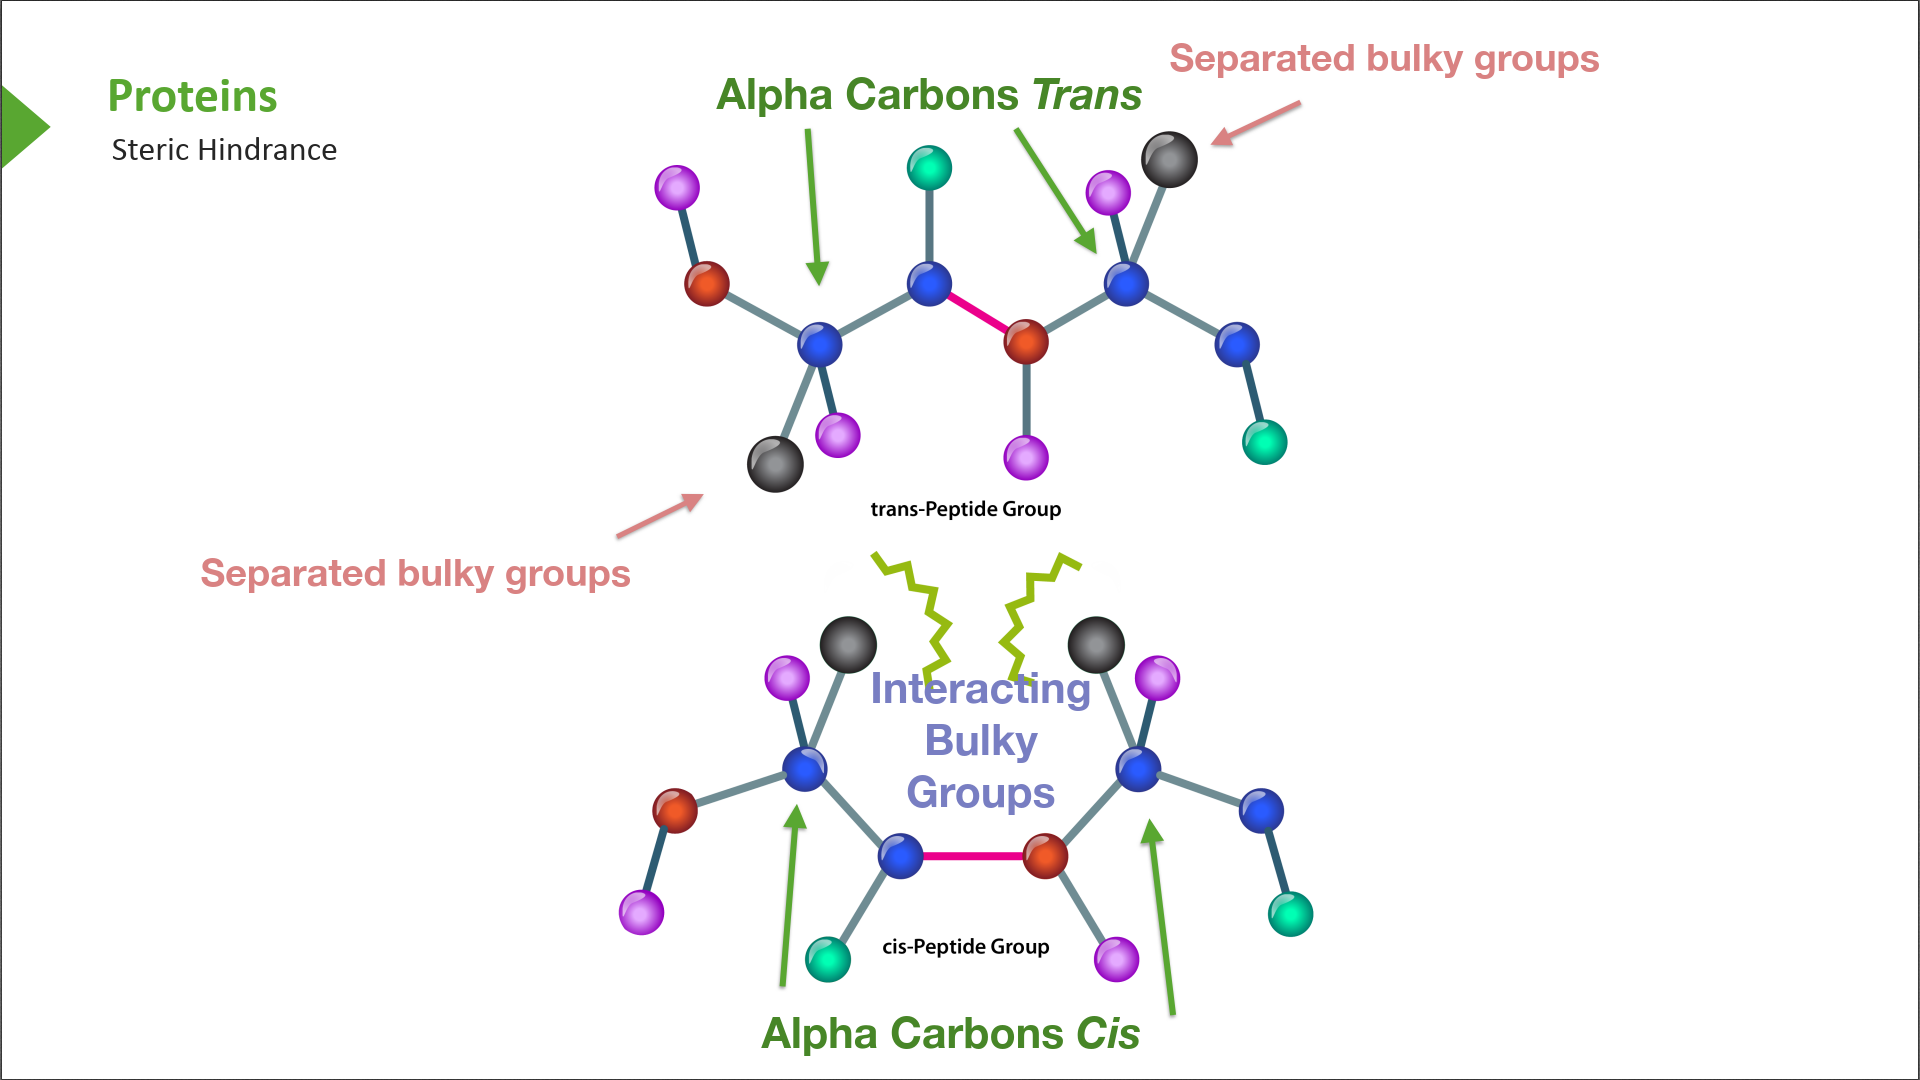 Proteins
Steric Hindrance
Alpha Carbons Trans
Separated bulky groups
trans-Peptide Group
Separated bulky groups
Interacting
Bulky
Groups
cis-Peptide Group
Alpha Carbons Cis